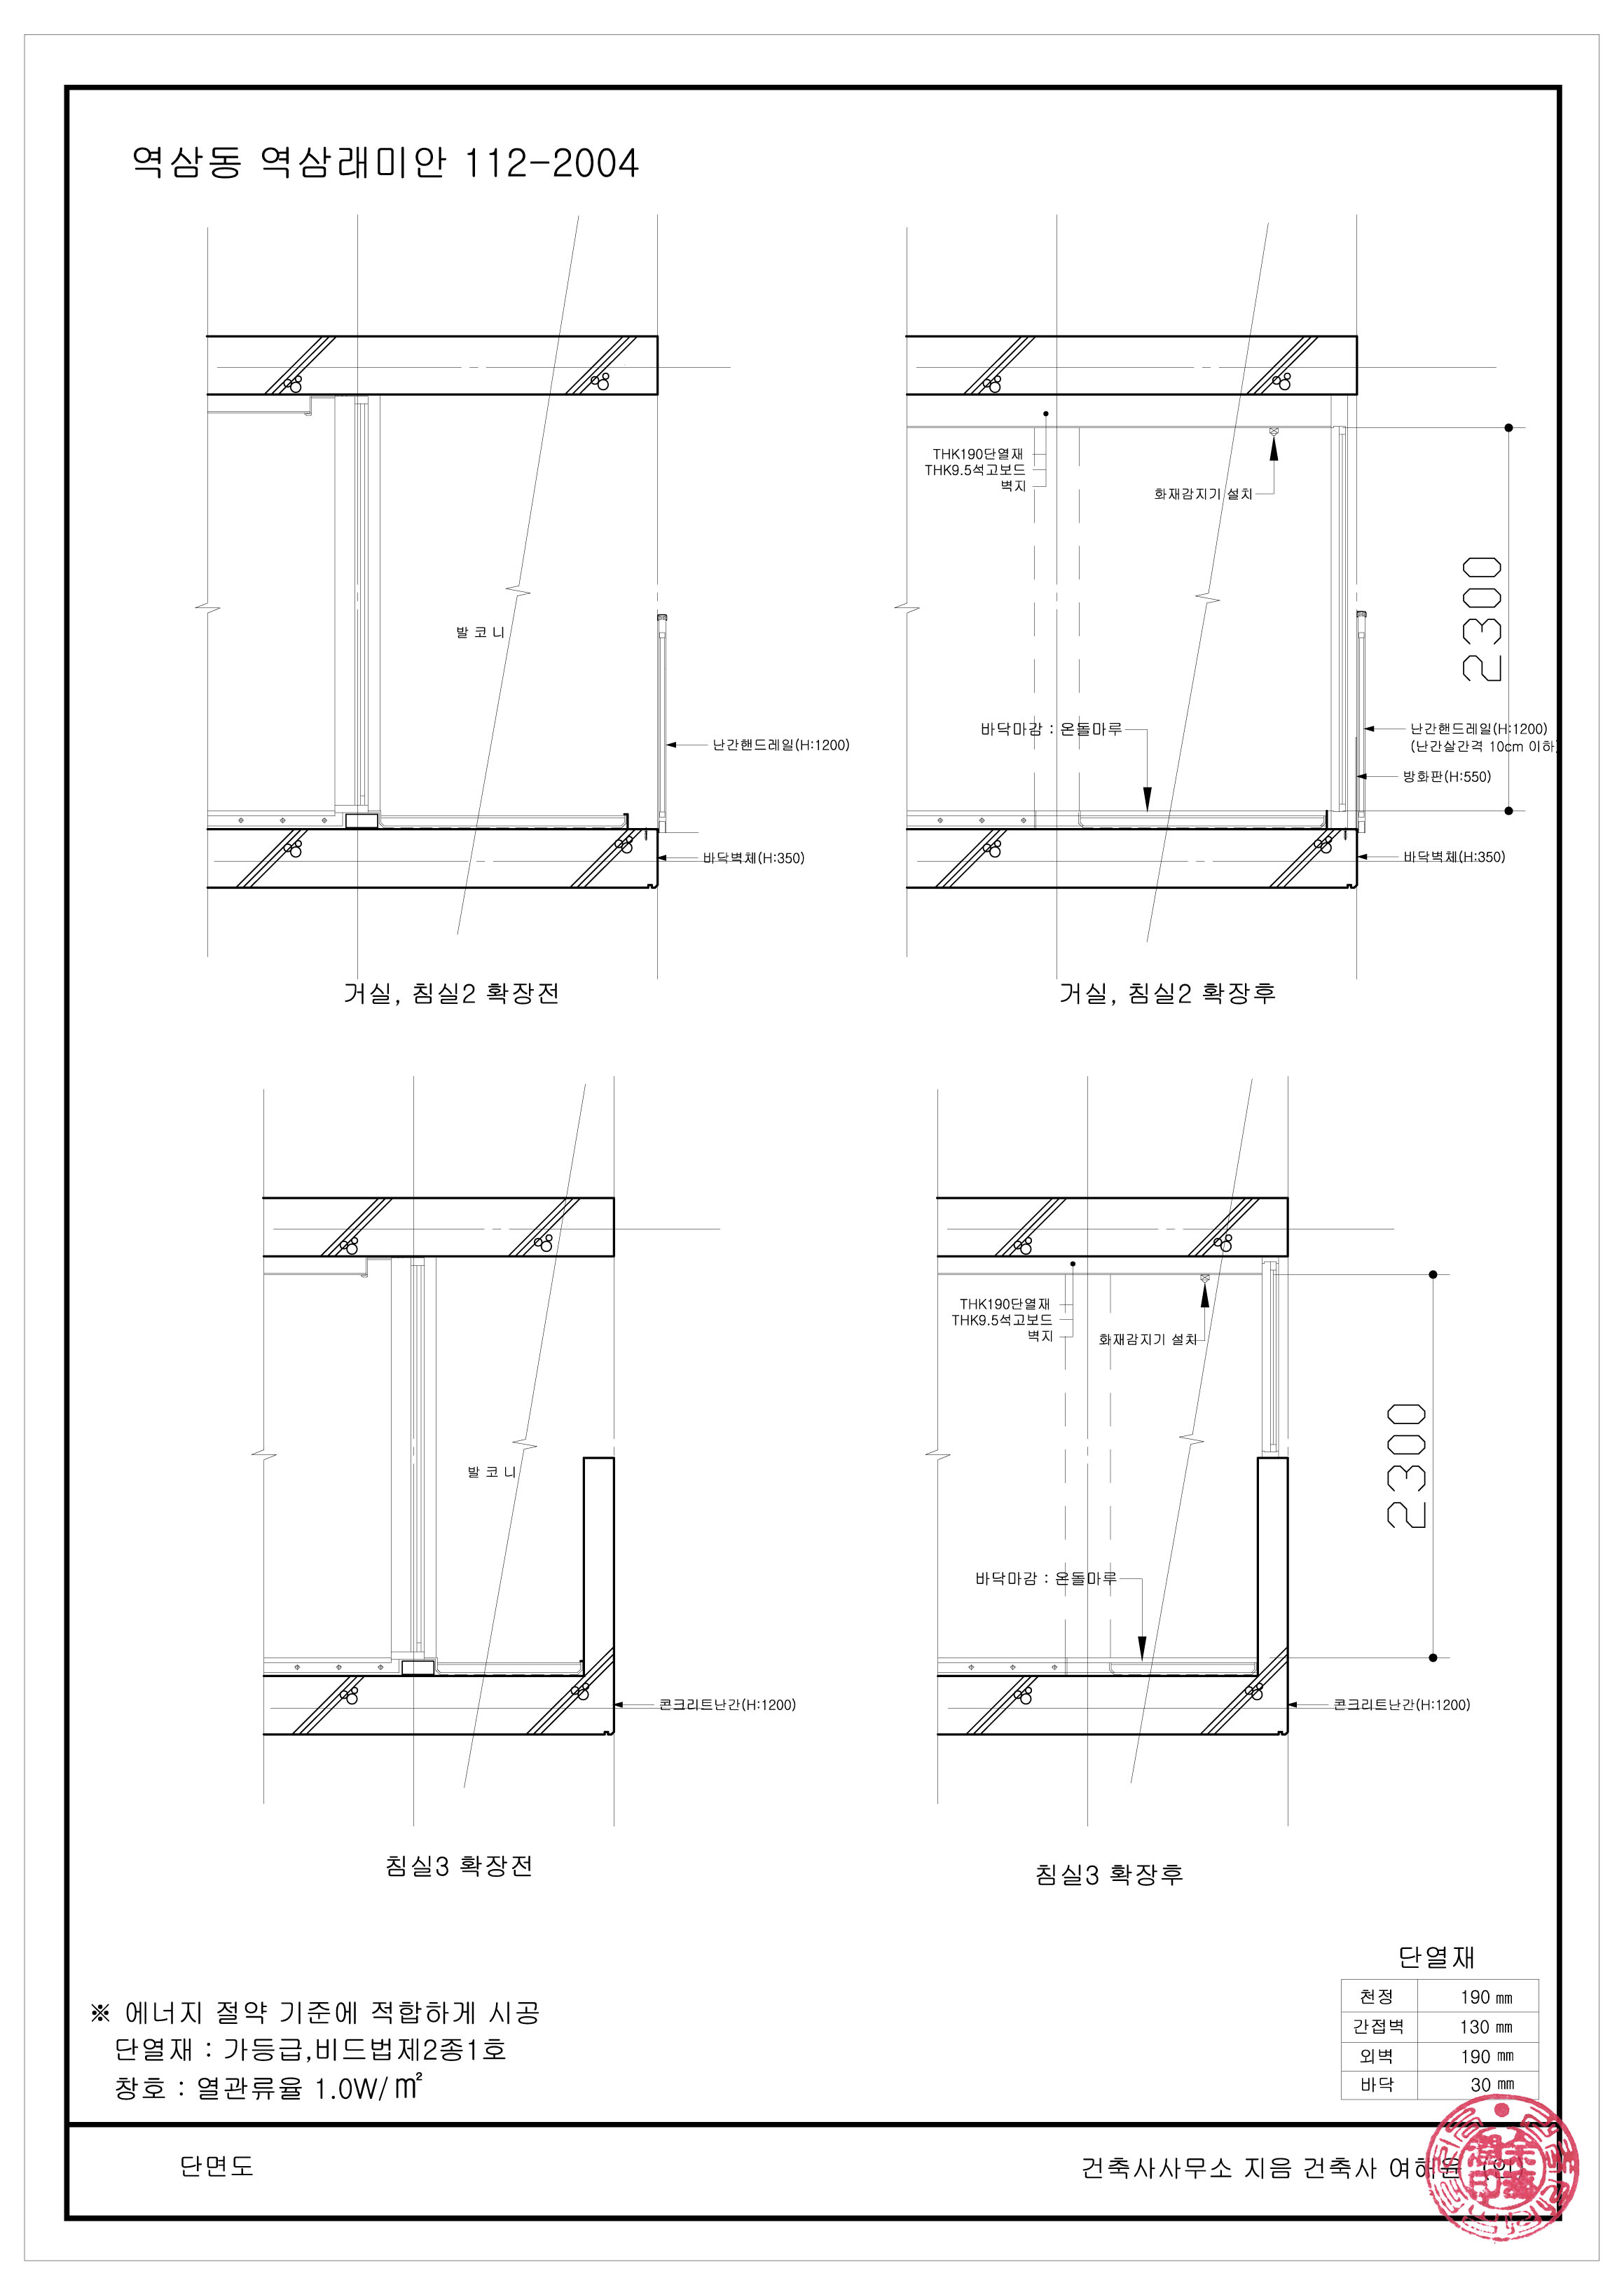 역삼동 역삼래미안 112-2004
발 코 니
난간핸드레일(H:1200)
바닥벽체(H:350)
거실, 침실2 확장전
THK190단열재
THK9.5석고보드
벽지
화재감지기 설치
2300
바닥마감 : 온돌마루
난간핸드레일(H:1200)
(난간살간격 10cm 이하)
방화판(H:550)
바닥벽체(H:350)
거실, 침실2 확장후
발 코 니
콘크리트난간(H:1200)
침실3 확장전
THK190단열재
THK9.5석고보드
벽지
화재감지기 설치
2300
바닥마감 : 온돌마루
콘크리트난간(H:1200)
침실3 확장후
※ 에너지 절약 기준에 적합하게 시공
단열재 : 가등급,비드법제2종1호
창호 : 열관류율 1.0W/㎡
단열재
천정 190 ㎜
간접벽 130 ㎜
외벽 190 ㎜
바닥 30 ㎜
단면도
건축사사무소 지음 건축사